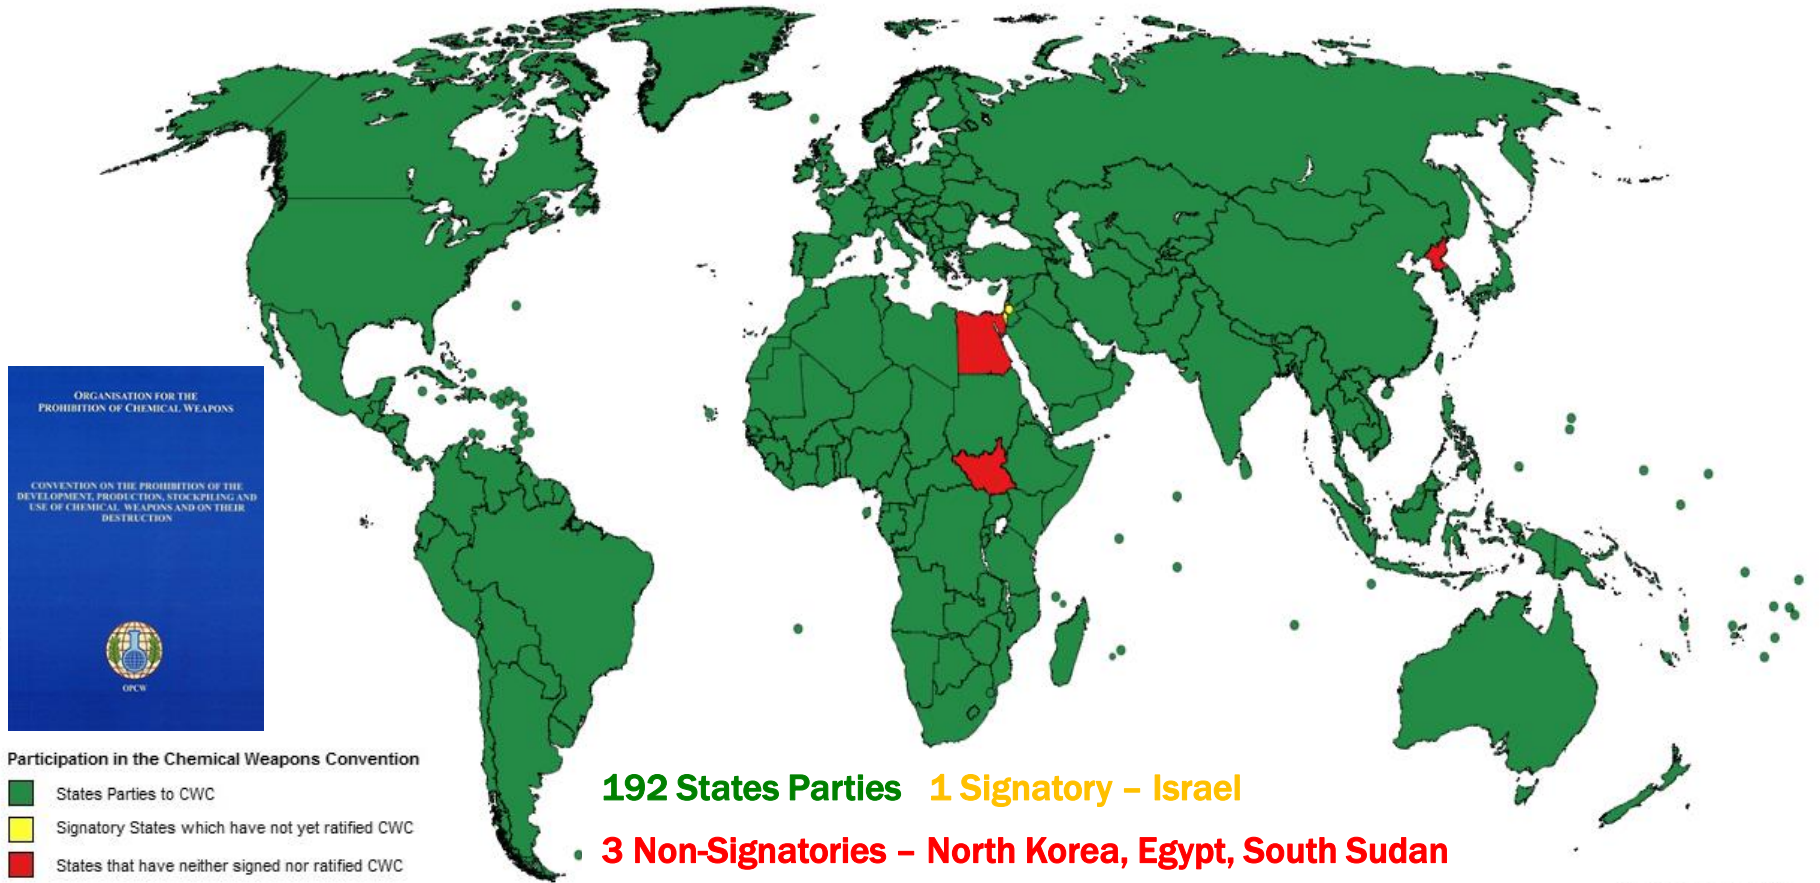 ORGANISATION FOR THE
PROHIBITION OF CHEMICAL WEAPONS
CONVENTION ON THE PROHIBITION OF THE
DEVELOPMENT, PRODUCTION, STOCKPILING AND
USE OF CHEMICAL WEAPONS AND ON THEIR
DESTRUCTION
OPCW
Participation in the Chemical Weapons Convention
States Parties to CWC
Signatory States which have not yet ratified CWC
States that have neither signed nor ratified CWC
192 States Parties 1 Signatory – Israel
3 Non-Signatories – North Korea, Egypt, South Sudan